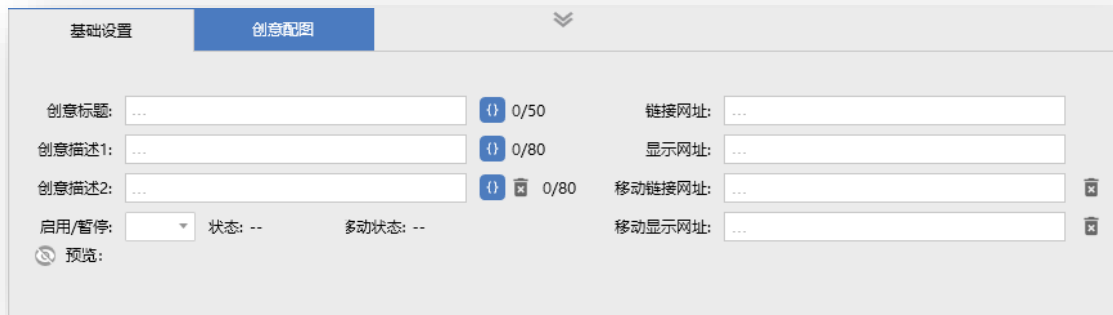 基础设置 创意配图
创意标题: ... {} 0/50 链接网址: ...
创意描述1: ... {} 0/80 显示网址: ...
创意描述2: ... {} 0/80 移动链接网址: ...
启用/暂停: 状态: -- 多动状态: -- 移动显示网址: ...
预览: